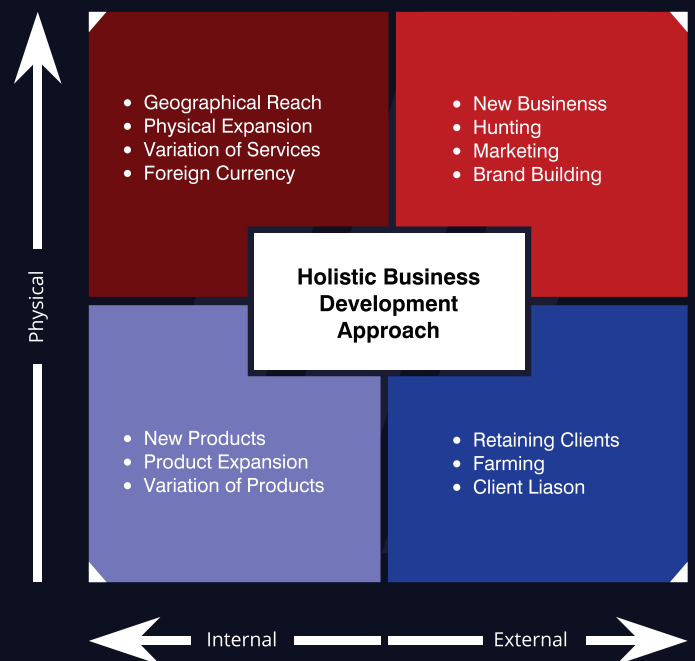 • Geographical Reach
• Physical Expansion
• Variation of Services
• Foreign Currency
• New Businenss
• Hunting
• Marketing
• Brand Building
Holistic Business
Development
Approach
Physical
• New Products
• Product Expansion
• Variation of Products
• Retaining Clients
• Farming
• Client Liason
Internal
External